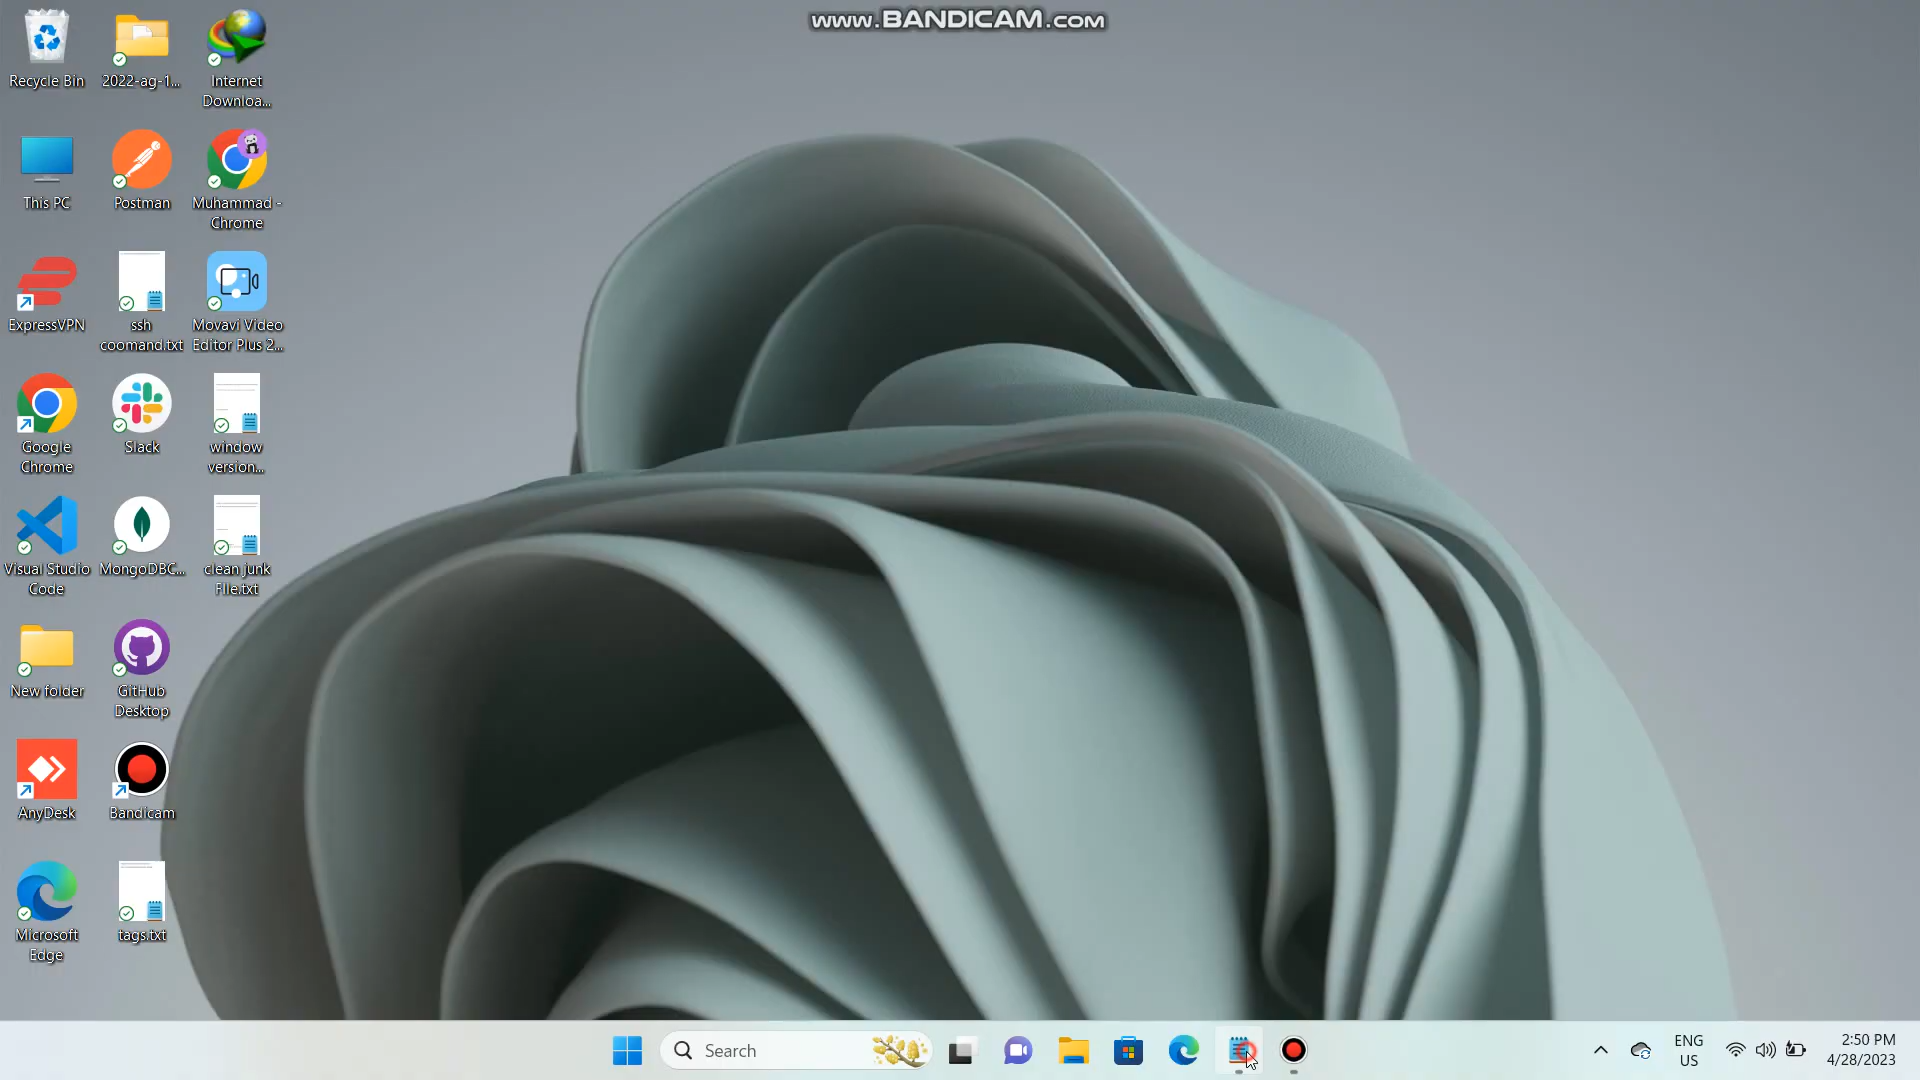 www.BANDICAM.com
Recycle Bin
2022-ag-1...
Internet
Downloa...
This PC
Postman
Muhammad -
Chrome
ExpressVPN
ssh
coomand.txt
Movavi Video
Editor Plus 2...
Google
Chrome
Slack
window
version...
Visual Studio
Code
MongoDBC...
clean junk
FIle.txt
New folder
GitHub
Desktop
AnyDesk
Bandicam
Microsoft
Edge
tags.txt
Search
ENG
US
2:50 PM
4/28/2023